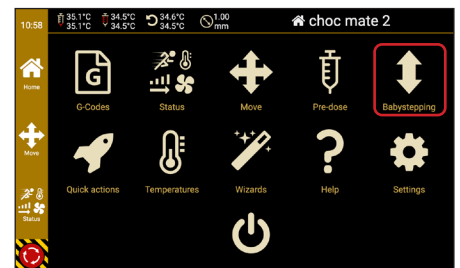 10:58
35.1°C
35.1°C
34.5°C
34.5°C
34.6°C
34.5°C
1.00
mm
choc mate 2
Home
Move
Status
G
G-Codes
Status
Move
Pre-dose
Babystepping
Quick actions
Temperatures
Wizards
Help
Settings